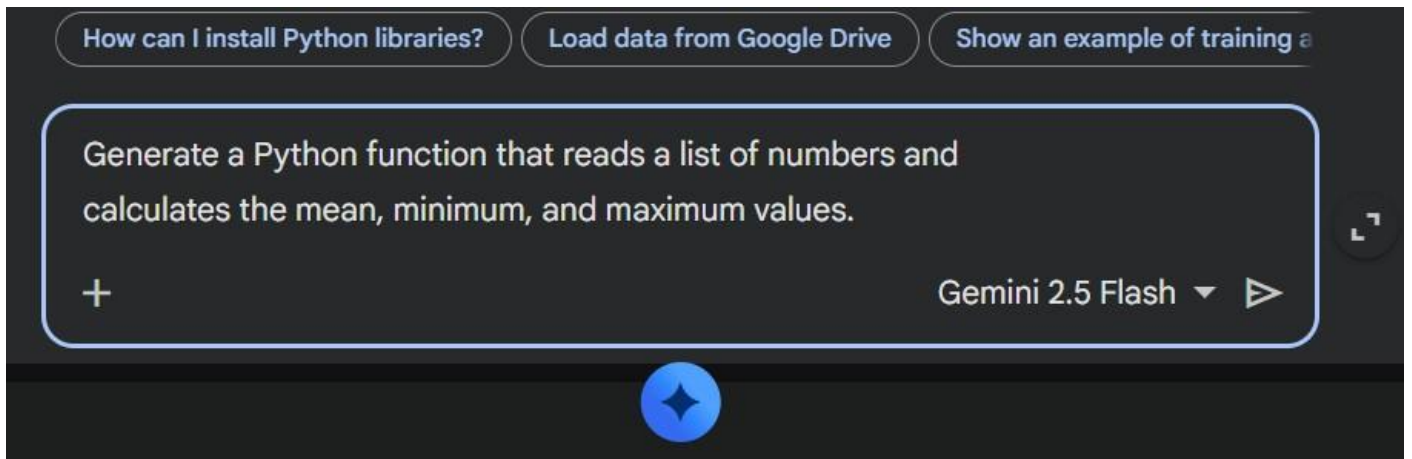 How can I install Python libraries?
Load data from Google Drive
Show an example of training a
Generate a Python function that reads a list of numbers and
calculates the mean, minimum, and maximum values.
Gemini 2.5 Flash